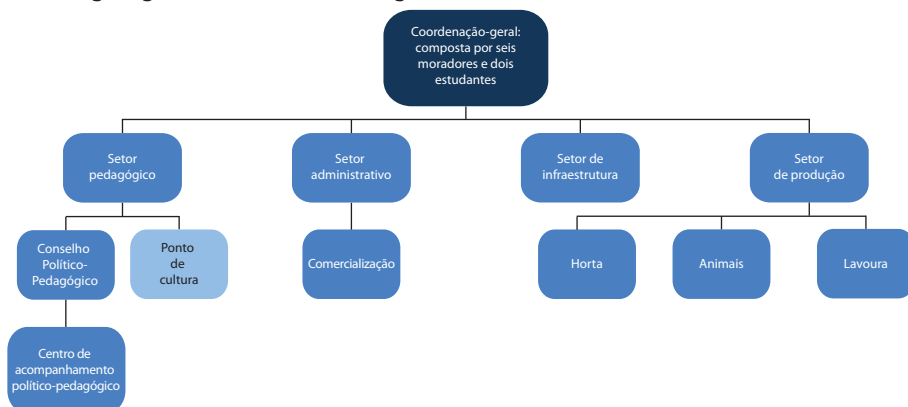 Coordenação-geral:
composta por seis
moradores e dois
estudantes
Setor
pedagógico
Setor
administrativo
Setor de
infraestrutura
Setor
de produção
Conselho
Político-
Pedagógico
Ponto
de
cultura
Comercialização
Horta
Animais
Lavoura
Centro de
acompanhamento
político-pedagógico